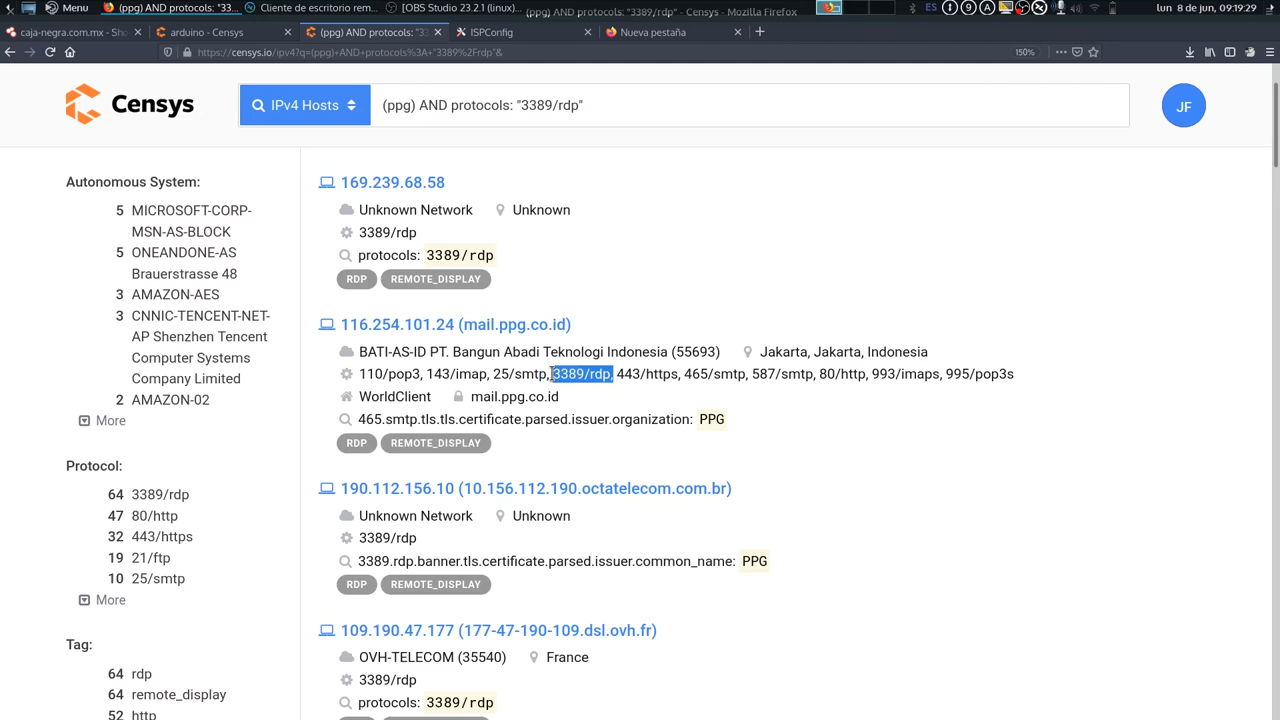 Menu
(ppg) AND protocols: "33...
Cliente de escritorio rem...
[OBS Studio 23.2.1 (linux)...
(ppg) AND protocols: "3389/rdp" - Censys - Mozilla Firefox
ES
lun 8 de jun, 09:19:29
caja-negra.com.mx - Sho
arduino - Censys
(ppg) AND protocols: "33
ISPConfig
Nueva pestaña
https://censys.io/ipv4?q=(ppg)+AND+protocols%3A+"3389%2Frdp"&
150%
Censys
IPv4 Hosts
(ppg) AND protocols: "3389/rdp"
JF
Autonomous System:
5 MICROSOFT-CORP-
MSN-AS-BLOCK
5 ONEANDONE-AS
Brauerstrasse 48
3 AMAZON-AES
3 CNNIC-TENCENT-NET-
AP Shenzhen Tencent
Computer Systems
Company Limited
2 AMAZON-02
More
Protocol:
64 3389/rdp
47 80/http
32 443/https
19 21/ftp
10 25/smtp
More
Tag:
64 rdp
64 remote_display
52 http
169.239.68.58
Unknown Network Unknown
3389/rdp
protocols: 3389/rdp
RDP REMOTE_DISPLAY
116.254.101.24 (mail.ppg.co.id)
BATI-AS-ID PT. Bangun Abadi Teknologi Indonesia (55693) Jakarta, Jakarta, Indonesia
110/pop3, 143/imap, 25/smtp, 3389/rdp, 443/https, 465/smtp, 587/smtp, 80/http, 993/imaps, 995/pop3s
WorldClient mail.ppg.co.id
465.smtp.tls.tls.certificate.parsed.issuer.organization: PPG
RDP REMOTE_DISPLAY
190.112.156.10 (10.156.112.190.octatelecom.com.br)
Unknown Network Unknown
3389/rdp
3389.rdp.banner.tls.certificate.parsed.issuer.common_name: PPG
RDP REMOTE_DISPLAY
109.190.47.177 (177-47-190-109.dsl.ovh.fr)
OVH-TELECOM (35540) France
3389/rdp
protocols: 3389/rdp